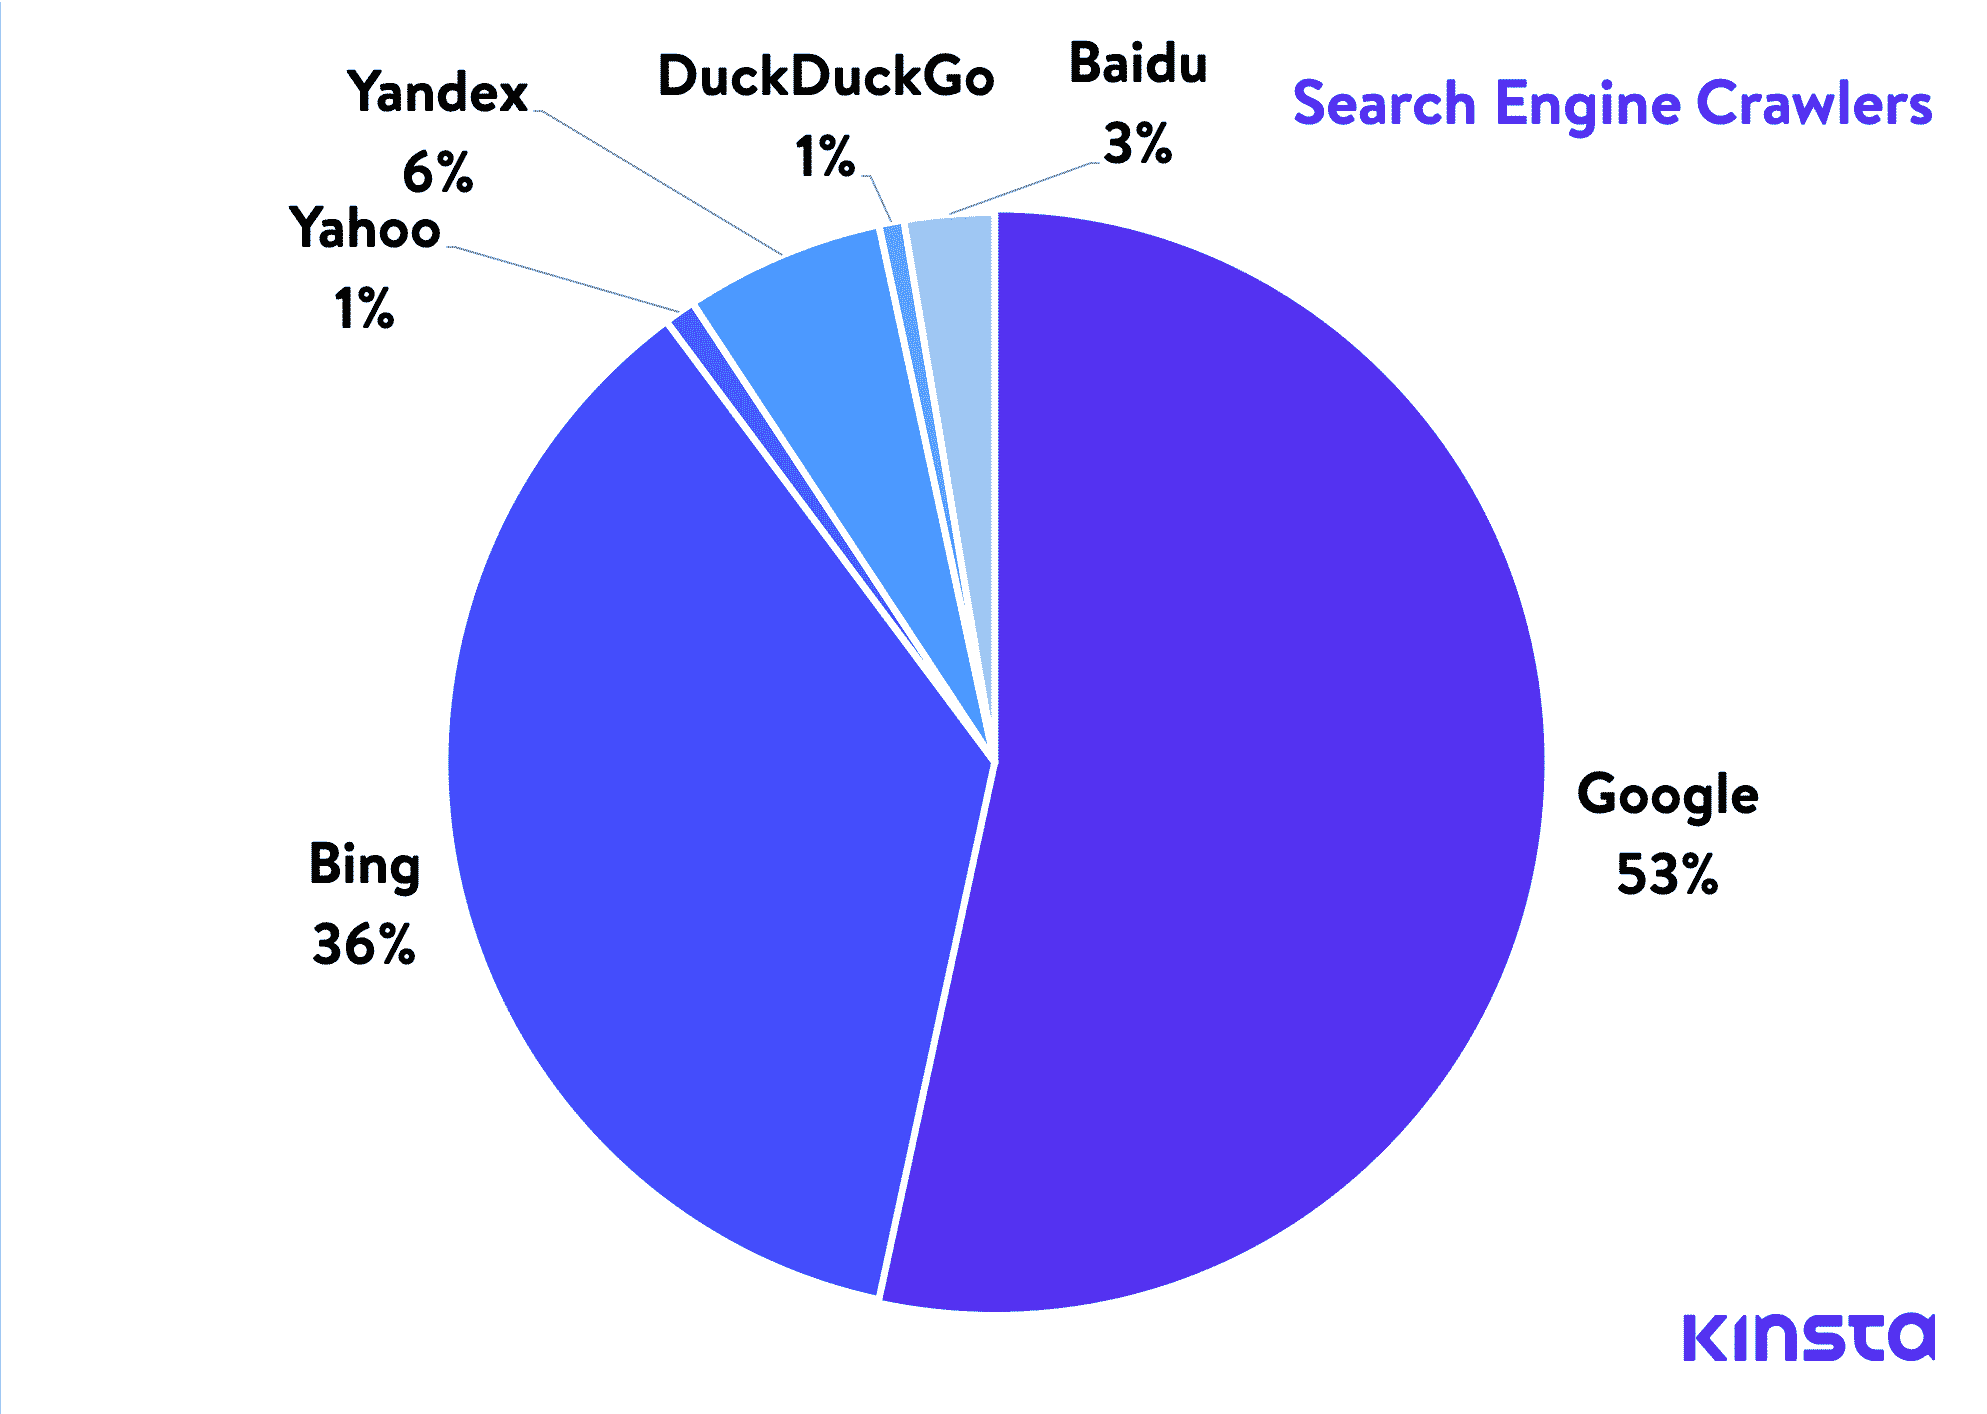 Search Engine Crawlers
Yandex
6%
DuckDuckGo
1%
Baidu
3%
Yahoo
1%
Google
53%
Bing
36%
KINSTA